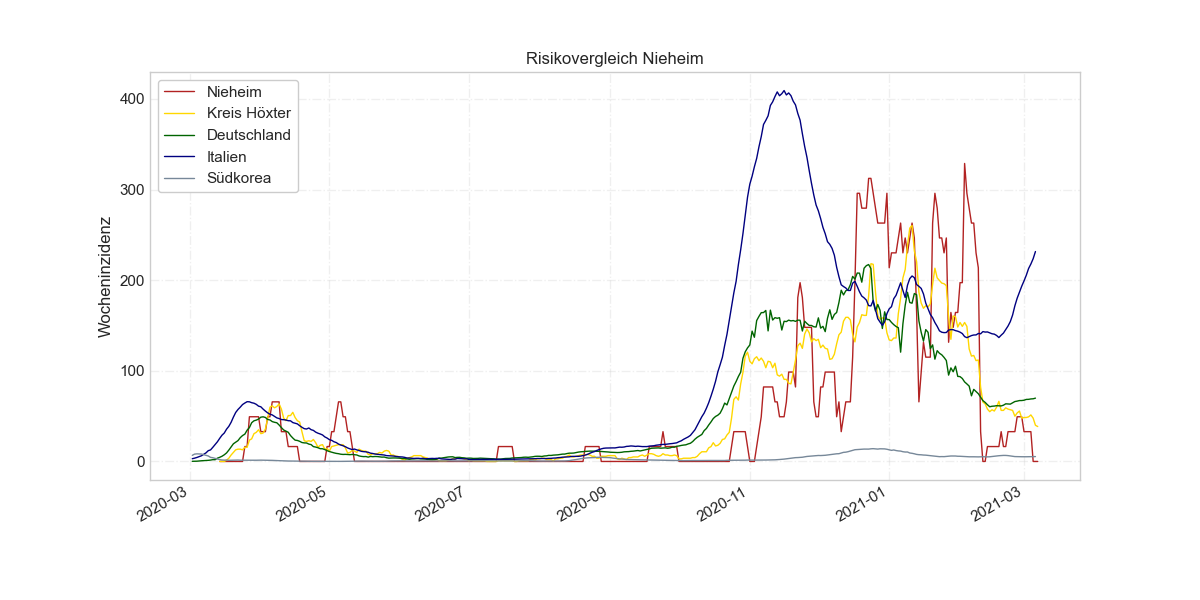 Risikovergleich Nieheim
Nieheim
Kreis Höxter
Deutschland
Italien
Südkorea
Wocheninzidenz
400
300
200
100
0
2020-03
2020-05
2020-07
2020-09
2020-11
2021-01
2021-03